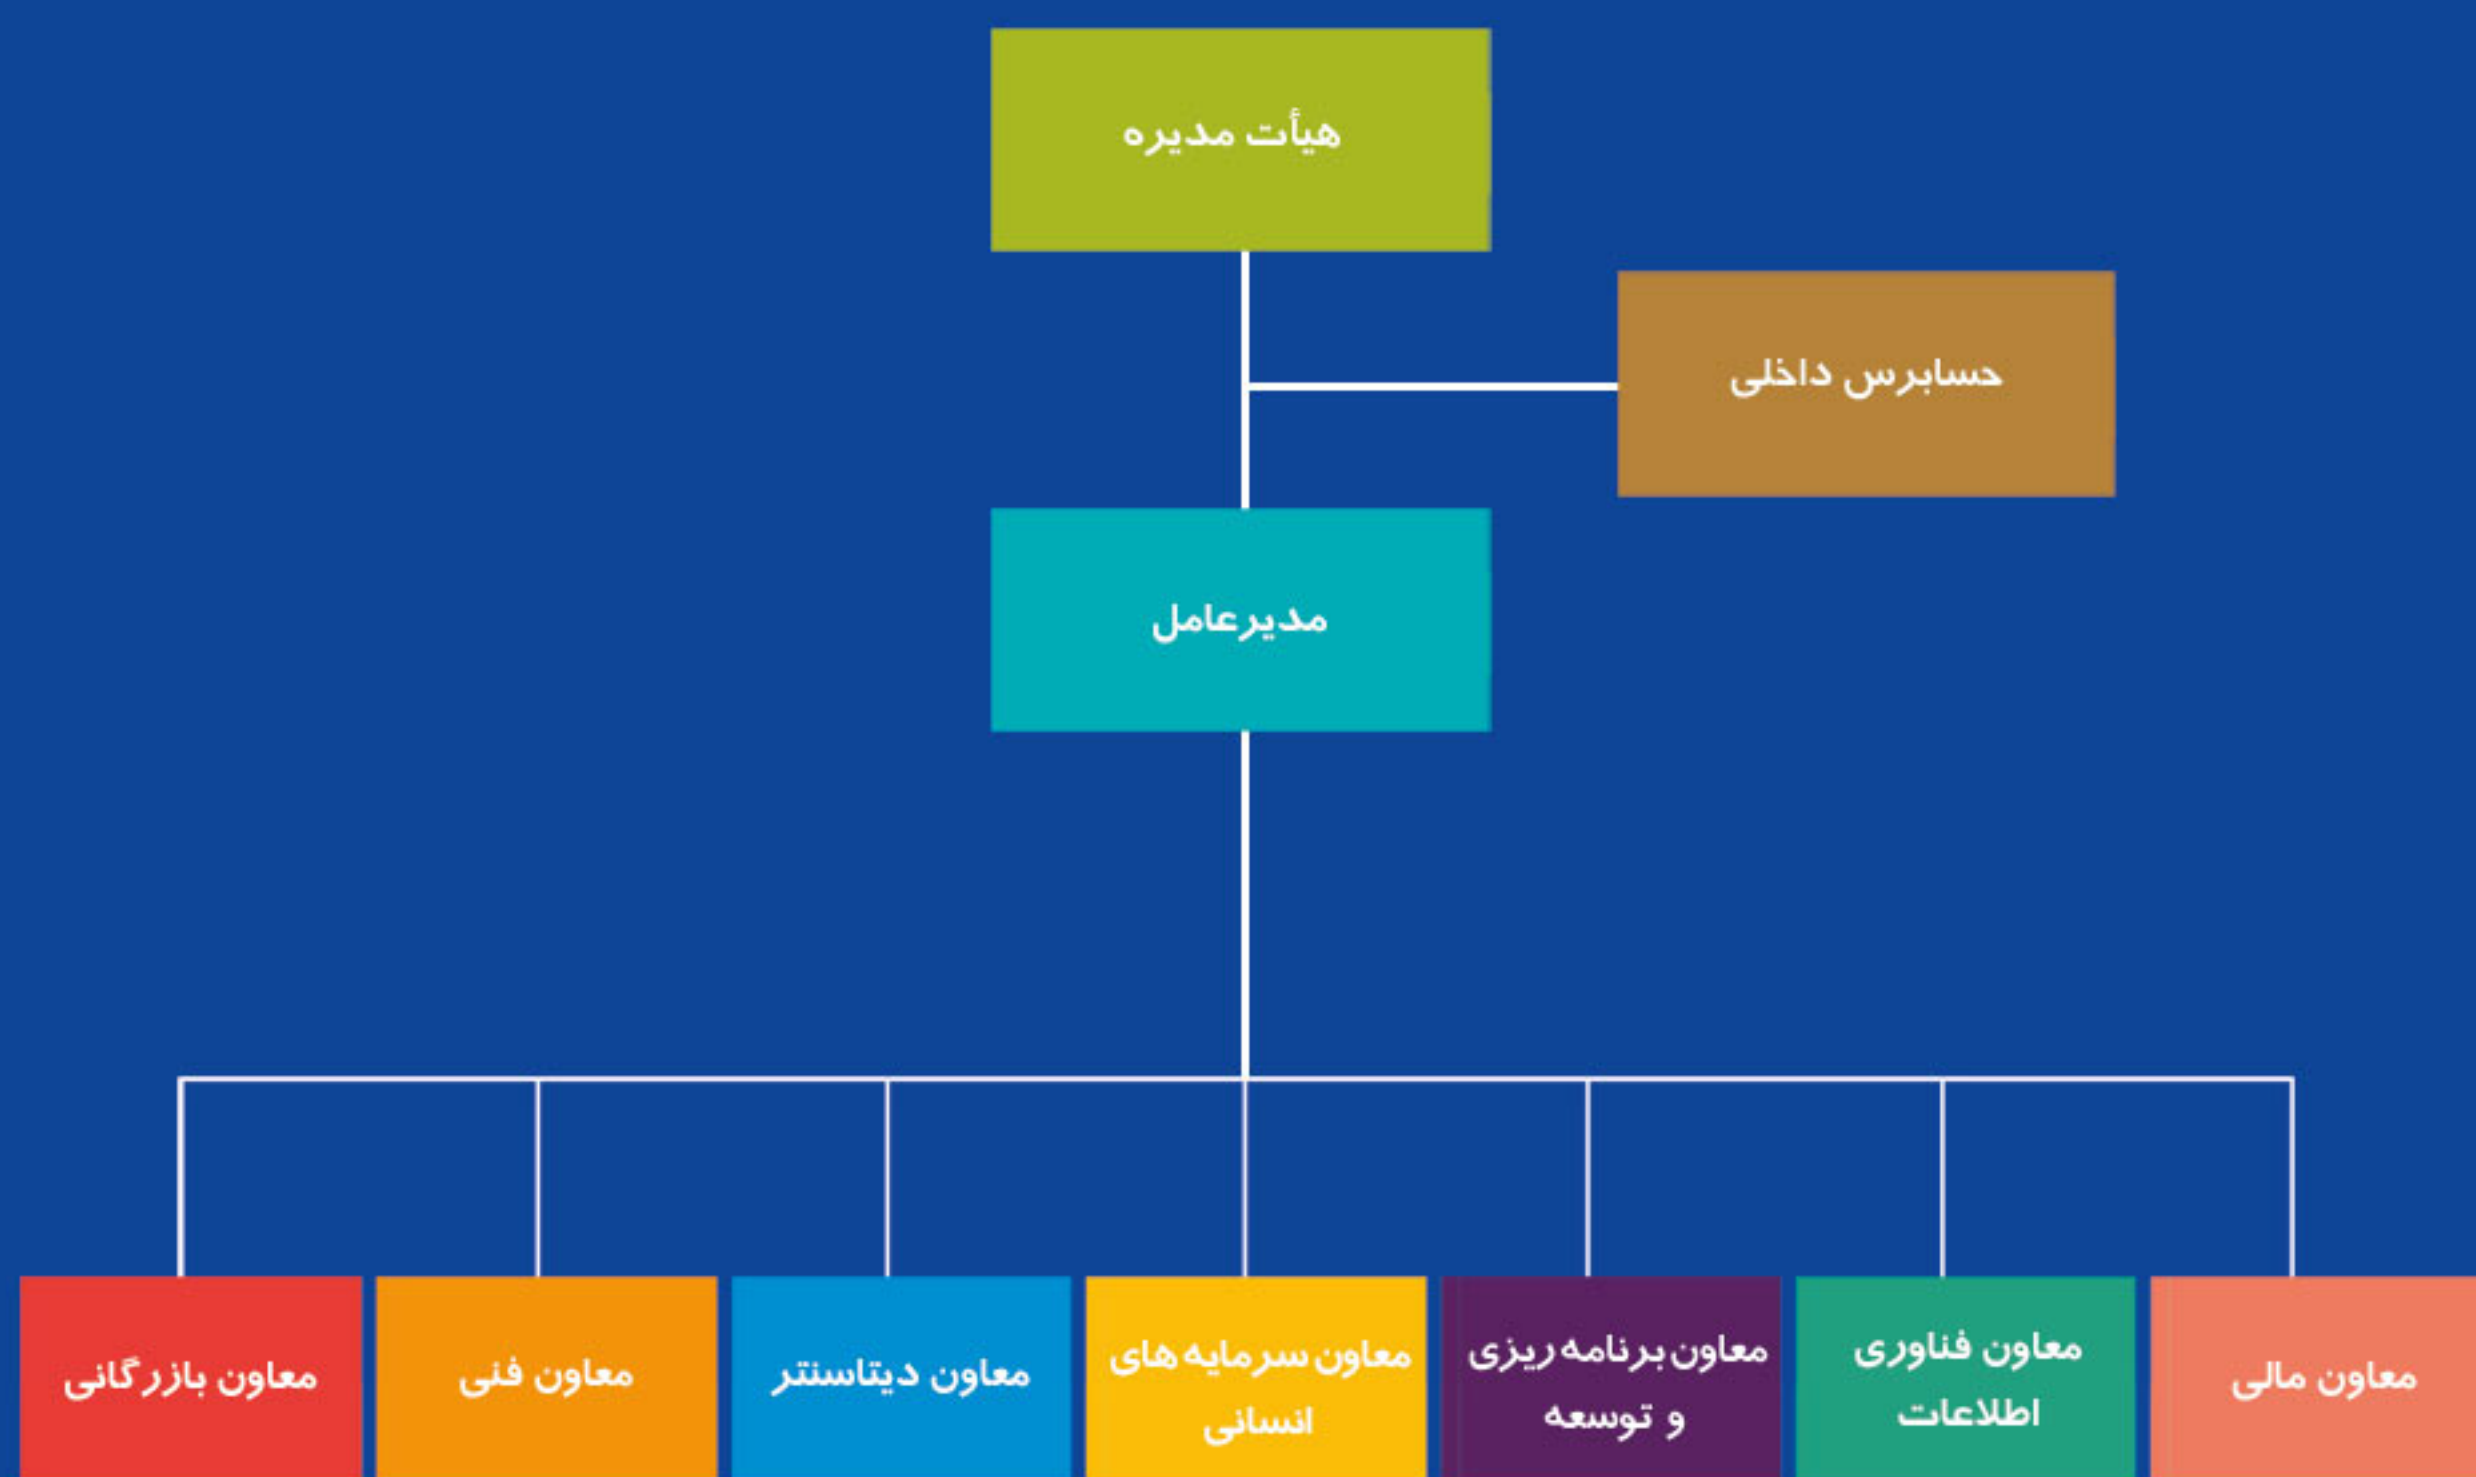 هیأت مدیره
حسابرس داخلی
مدیرعامل
معاون مالی
معاون فناوری
اطلاعات
معاون برنامه ریزی
و توسعه
معاون سرمایه های
انسانی
معاون دیتاسنتر
معاون فنی
معاون بازرگانی